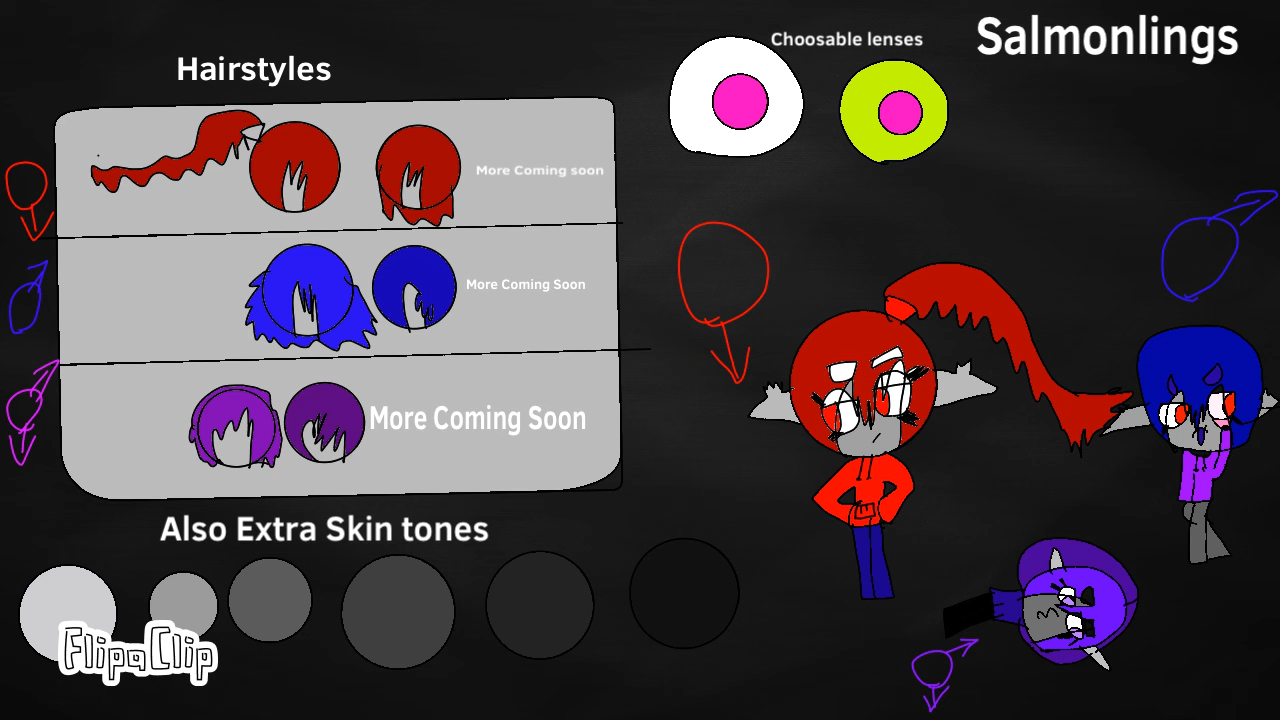 Salmonlings
Choosable lenses
Hairstyles
More Coming soon
More Coming Soon
More Coming Soon
Also Extra Skin tones
FlipaClip